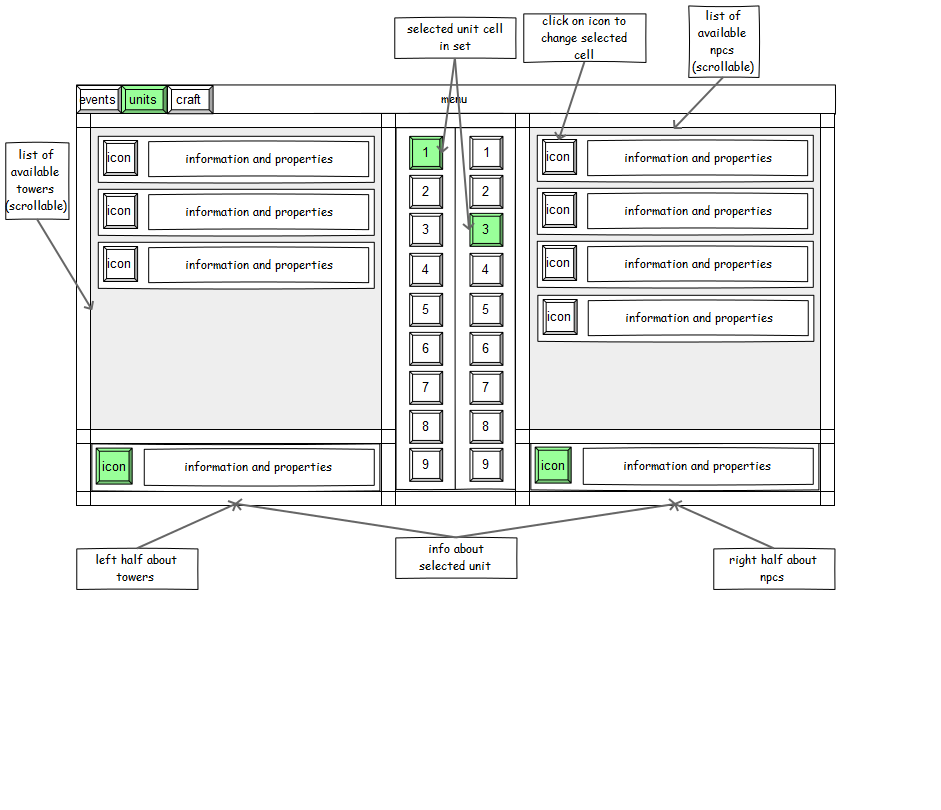 selected unit cell
in set
click on icon to
change selected
cell
list of
available
npcs
(scrollable)
events
units
craft
menu
list of
available
towers
(scrollable)
icon
information and properties
icon
information and properties
icon
information and properties
1
2
3
4
5
6
7
8
9
1
2
3
4
5
6
7
8
9
icon
information and properties
icon
information and properties
icon
information and properties
icon
information and properties
icon
information and properties
icon
information and properties
left half about
towers
info about
selected unit
right half about
npcs